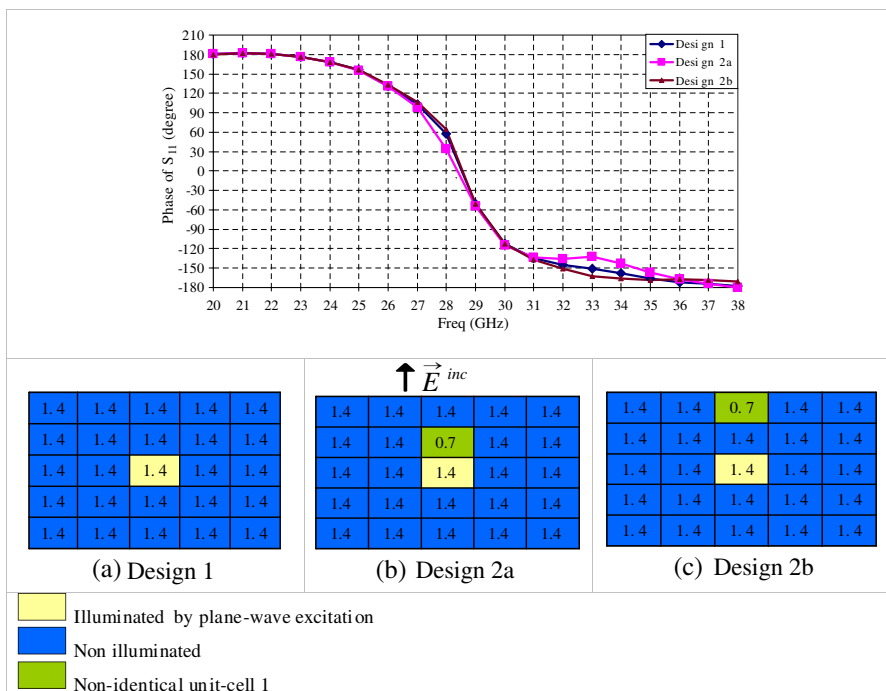 210
180
150
120
90
60
30
0
-30
-60
-90
-120
-150
-180
Phase of S11 (degree)
20 21 22 23 24 25 26 27 28 29 30 31 32 33 34 35 36 37 38
Freq (GHz)
Desi gn 1
Desi gn 2a
Desi gn 2b
1. 4 1. 4 1. 4 1. 4 1. 4
1. 4 1. 4 1. 4 1. 4 1. 4
1. 4 1. 4 1. 4 1. 4 1. 4
1. 4 1. 4 1. 4 1. 4 1. 4
1. 4 1. 4 1. 4 1. 4 1. 4
(a) Design 1
E inc
1.4 1.4 1.4 1.4 1.4
1.4 1.4 0.7 1.4 1.4
1.4 1.4 1.4 1.4 1.4
1.4 1.4 1.4 1.4 1.4
1.4 1.4 1.4 1.4 1.4
(b) Design 2a
1. 4 1. 4 0. 7 1. 4 1. 4
1. 4 1. 4 1. 4 1. 4 1. 4
1. 4 1. 4 1. 4 1. 4 1. 4
1. 4 1. 4 1. 4 1. 4 1. 4
1. 4 1. 4 1. 4 1. 4 1. 4
(c) Design 2b
Illuminated by plane-wave excitation
Non illuminated
Non-identical unit-cell 1